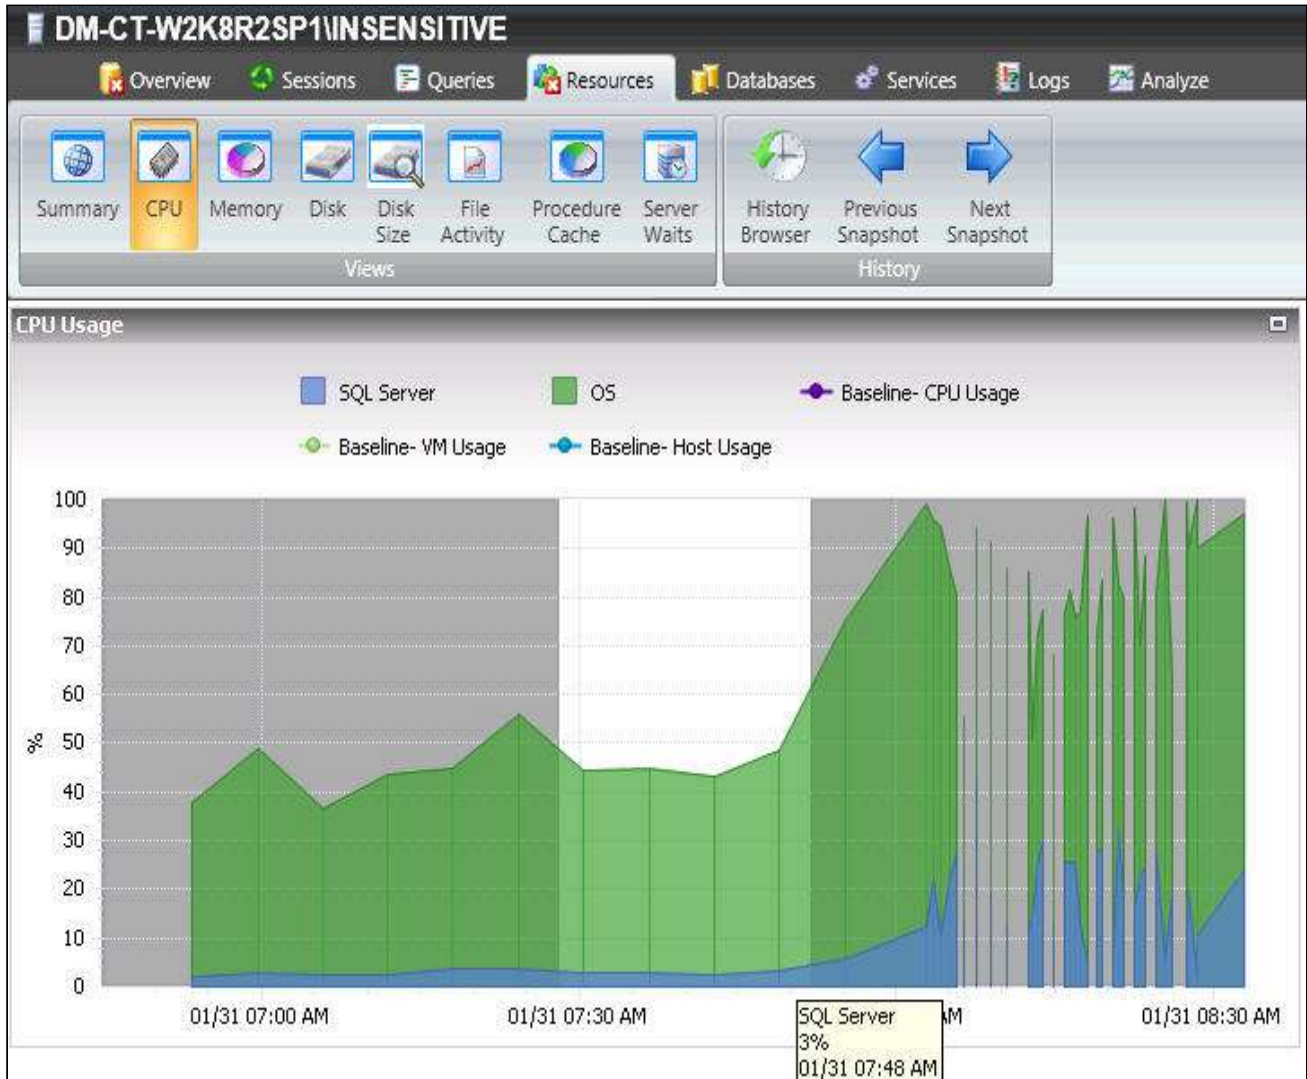 DM-CT-W2K8R2SP1\INSENSITIVE
Overview Sessions Queries Resources Databases Services Logs Analyze
Summary CPU Memory Disk Disk Size File Activity Procedure Cache Server Waits History Browser Previous Snapshot Next Snapshot
Views History
CPU Usage
SQL Server OS Baseline- CPU Usage
Baseline- VM Usage Baseline- Host Usage
100
90
80
70
60
50
40
30
20
10
0
%
01/31 07:00 AM 01/31 07:30 AM M 01/31 08:30 AM
SQL Server
3%
01/31 07:48 AM